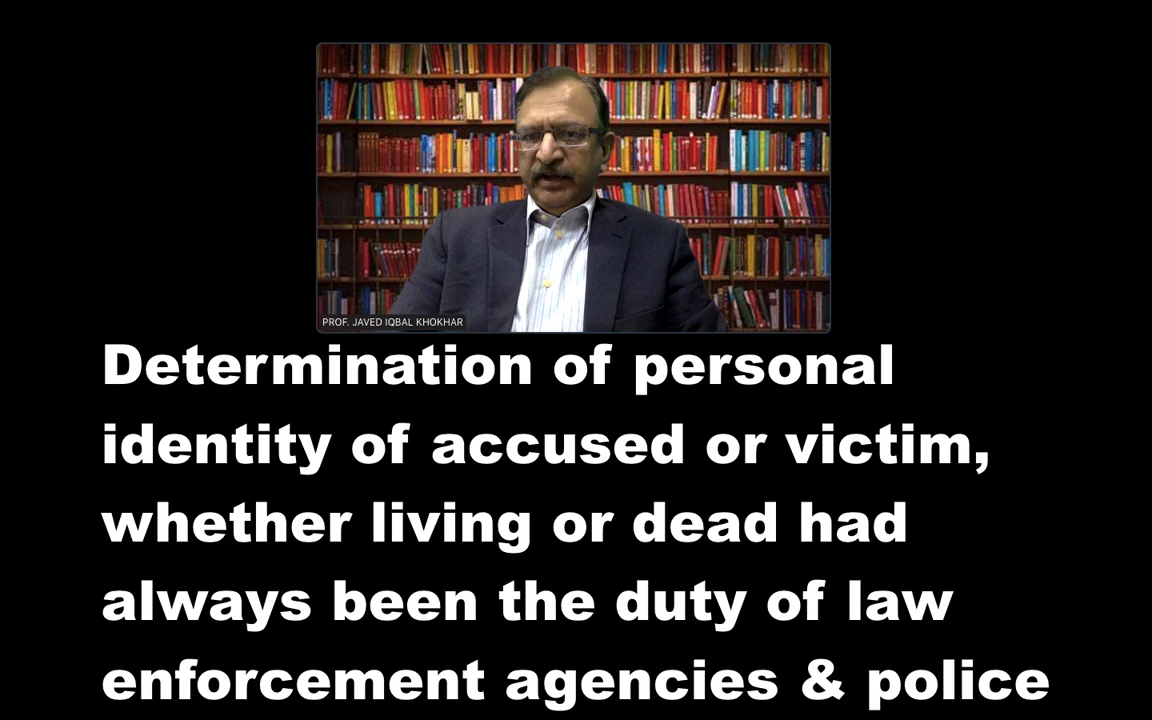 PROF. JAVED IQBAL KHOKHAR
Determination of personal
identity of accused or victim,
whether living or dead had
always been the duty of law
enforcement agencies & police